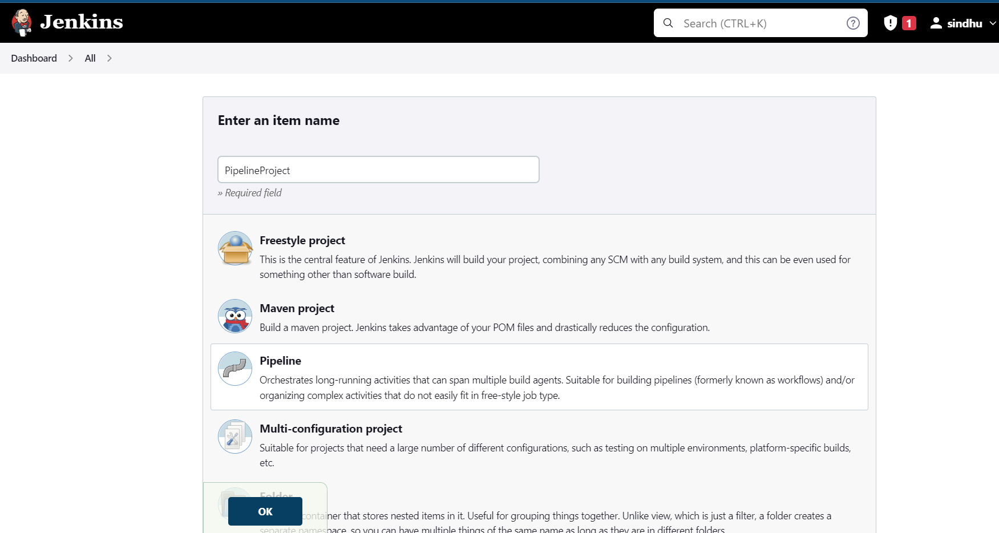 Jenkins
Search (CTRL+K)
1
sindhu
Dashboard
All
Enter an item name
PipelineProject
» Required field
Freestyle project
This is the central feature of Jenkins. Jenkins will build your project, combining any SCM with any build system, and this can be even used for
something other than software build.
Maven project
Build a maven project. Jenkins takes advantage of your POM files and drastically reduces the configuration.
Pipeline
Orchestrates long-running activities that can span multiple build agents. Suitable for building pipelines (formerly known as workflows) and/or
organizing complex activities that do not easily fit in free-style job type.
Multi-configuration project
Suitable for projects that need a large number of different configurations, such as testing on multiple environments, platform-specific builds,
etc.
Folder
OK
container that stores nested items in it. Useful for grouping things together. Unlike view, which is just a filter, a folder creates a
separate namespace, so you can have multiple things of the same name as long as they are in different folders.